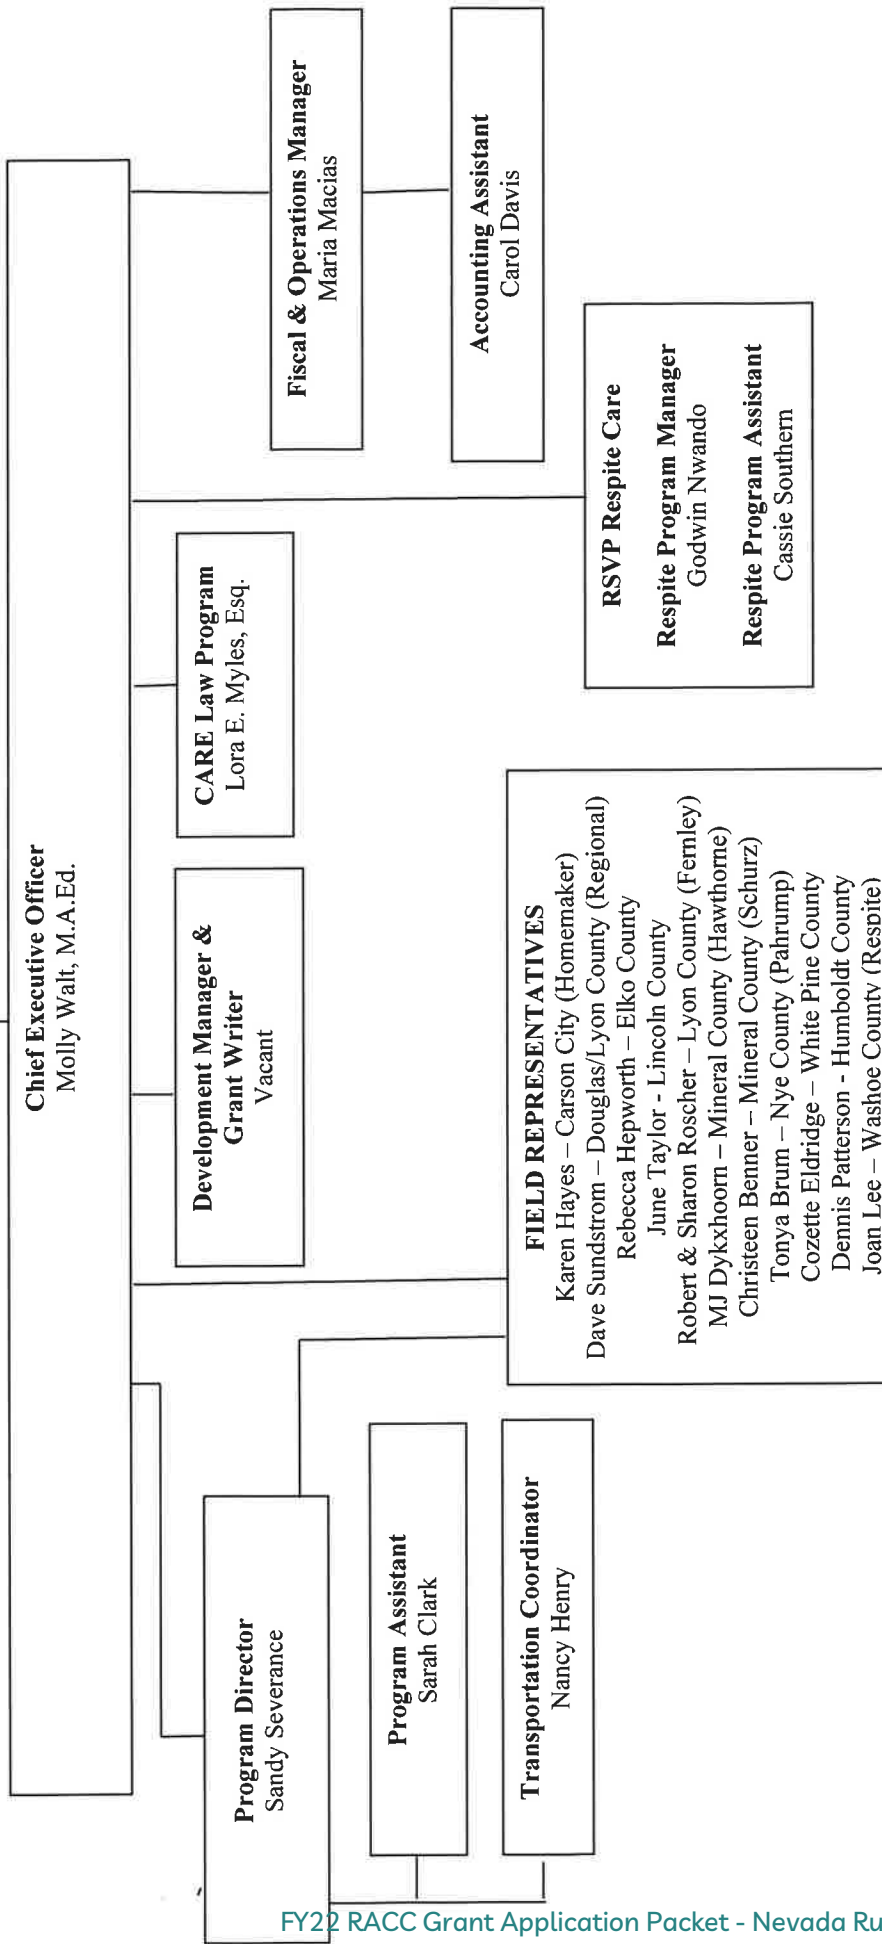 Chief Executive Officer
Molly Walt, M.A.Ed.
Program Director
Sandy Severance
Program Assistant
Sarah Clark
Transportation Coordinator
Nancy Henry
Development Manager &
Grant Writer
Vacant
CARE Law Program
Lora E. Myles, Esq.
Fiscal & Operations Manager
Maria Macias
Accounting Assistant
Carol Davis
FIELD REPRESENTATIVES
Karen Hayes – Carson City (Homemaker)
Dave Sundstrom – Douglas/Lyon County (Regional)
Rebecca Hepworth – Elko County
June Taylor - Lincoln County
Robert & Sharon Roscher – Lyon County (Fernley)
MJ Dykxhoorn – Mineral County (Hawthorne)
Christeen Benner – Mineral County (Schurz)
Tonya Brum – Nye County (Pahrump)
Cozette Eldridge – White Pine County
Dennis Patterson - Humboldt County
Joan Lee – Washoe County (Respite)
RSVP Respite Care
Respite Program Manager
Godwin Nwando
Respite Program Assistant
Cassie Southern
FY22 RACC Grant Application Packet - Nevada Ru